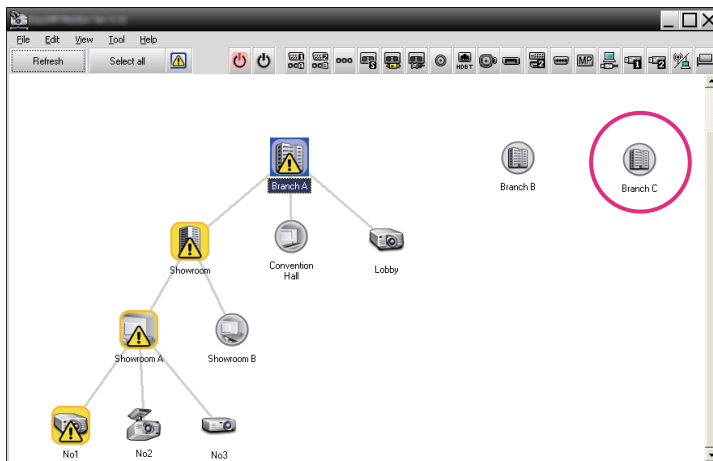 File Edit View Tool Help
Refresh Select all HDBT MP
Branch A
Branch B
Branch C
Showroom
Convention
Hall
Lobby
Showroom A
Showroom B
No1
No2
No3